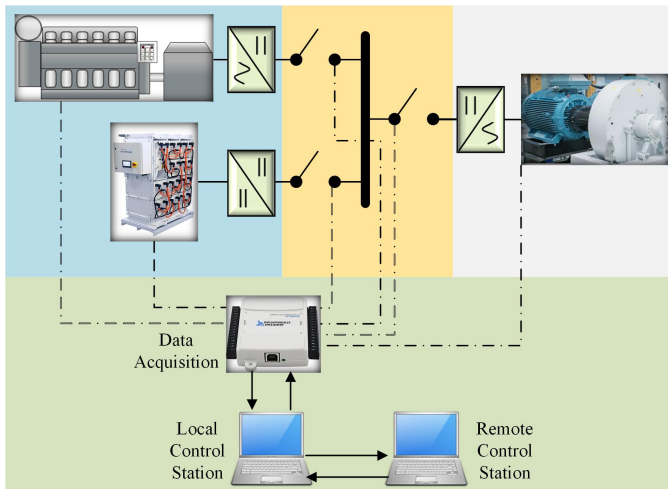 Data
Acquisition
Local
Control
Station
Remote
Control
Station